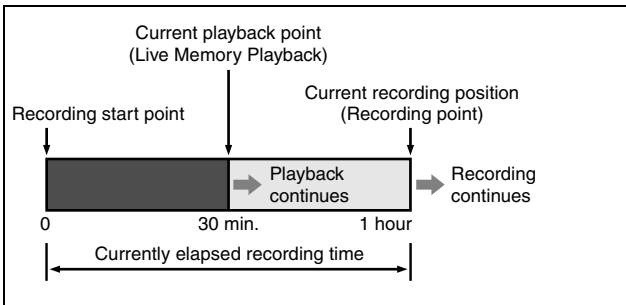 Current playback point
(Live Memory Playback)
Current recording position
(Recording point)
Recording start point
Playback
continues
Recording
continues
0
30 min.
1 hour
Currently elapsed recording time